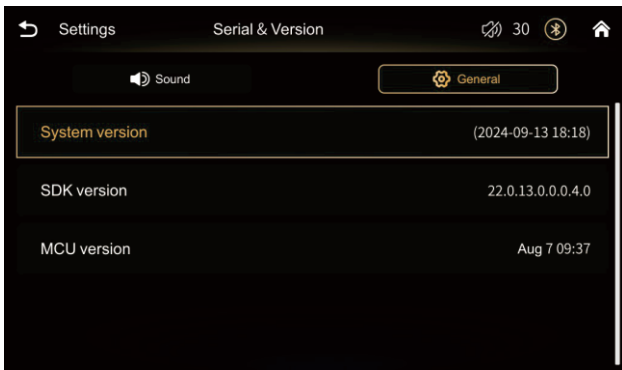 Settings Serial & Version 30
Sound General
System version (2024-09-13 18:18)
SDK version 22.0.13.0.0.0.4.0
MCU version Aug 7 09:37